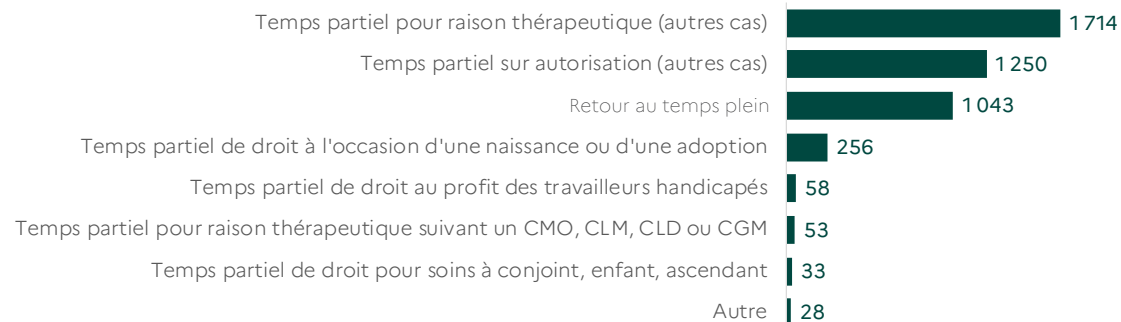 Temps partiel pour raison thérapeutique (autres cas) 1 714
Temps partiel sur autorisation (autres cas) 1 250
Retour au temps plein 1 043
Temps partiel de droit à l'occasion d'une naissance ou d'une adoption 256
Temps partiel de droit au profit des travailleurs handicapés 58
Temps partiel pour raison thérapeutique suivant un CMO, CLM, CLD ou CGM 53
Temps partiel de droit pour soins à conjoint, enfant, ascendant 33
Autre 28